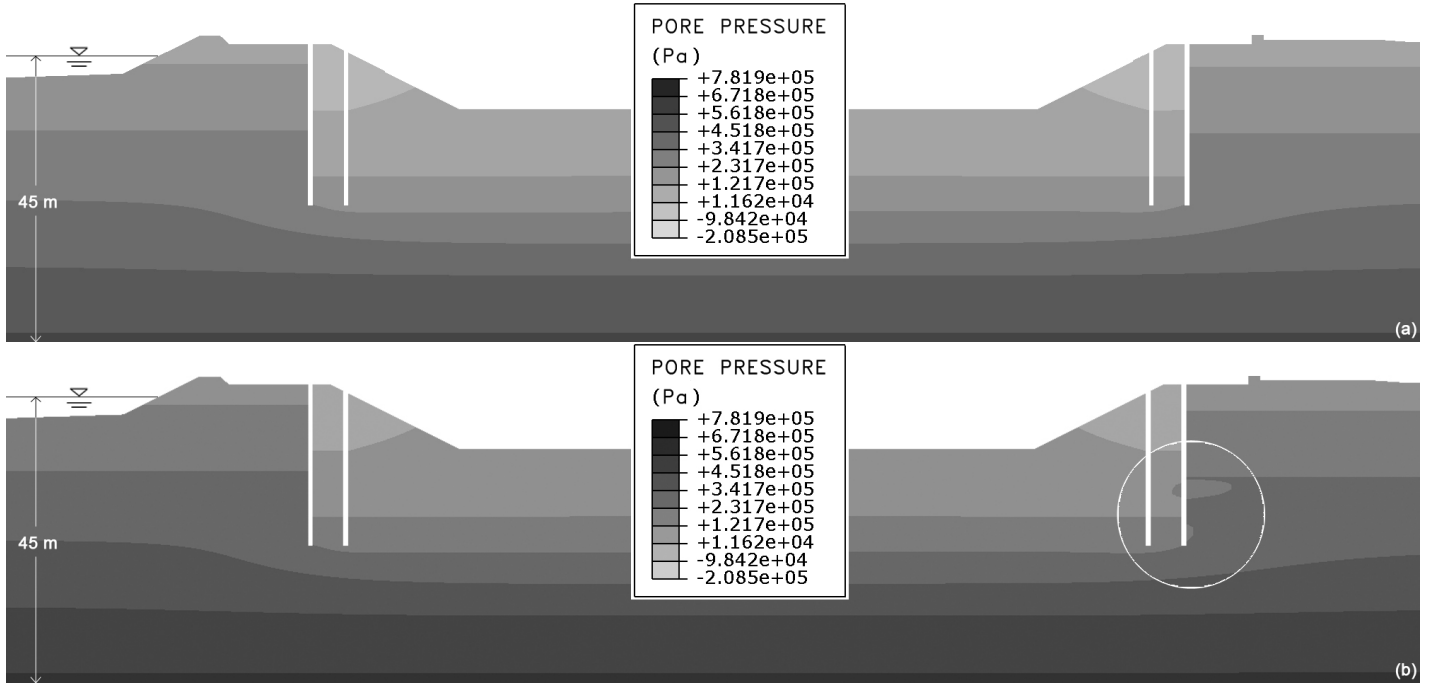 PORE PRESSURE
(Pa)
+7.819e+05
+6.718e+05
+5.618e+05
+4.518e+05
+3.417e+05
+2.317e+05
+1.217e+05
+1.162e+04
-9.842e+04
-2.085e+05
45 m
(a)
PORE PRESSURE
(Pa)
+7.819e+05
+6.718e+05
+5.618e+05
+4.518e+05
+3.417e+05
+2.317e+05
+1.217e+05
+1.162e+04
-9.842e+04
-2.085e+05
45 m
(b)